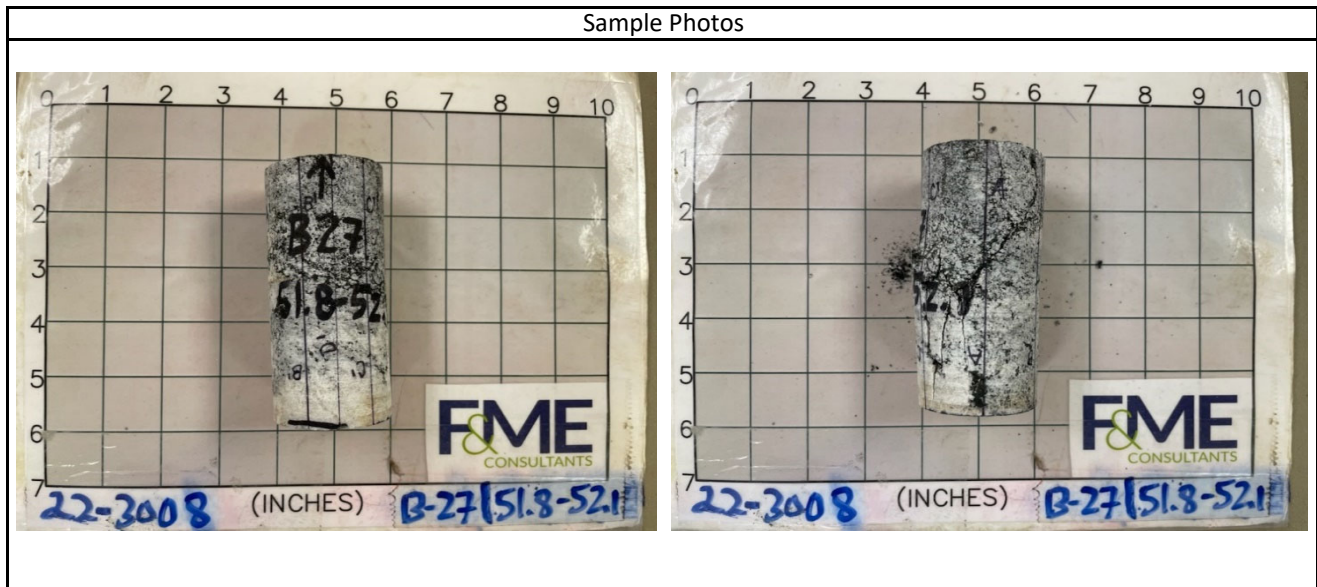 Sample Photos
0 1 2 3 4 5 6 7 8 9 10
1
2
3
4
5
6
7
B27
51.8-52.
F&ME
CONSULTANTS
22-3008
(INCHES)
B-27 (51.8-52.1
0 1 2 3 4 5 6 7 8 9 10
1
2
3
4
5
6
7
A
F&ME
CONSULTANTS
22-3008
(INCHES)
B-27 (51.8-52.1